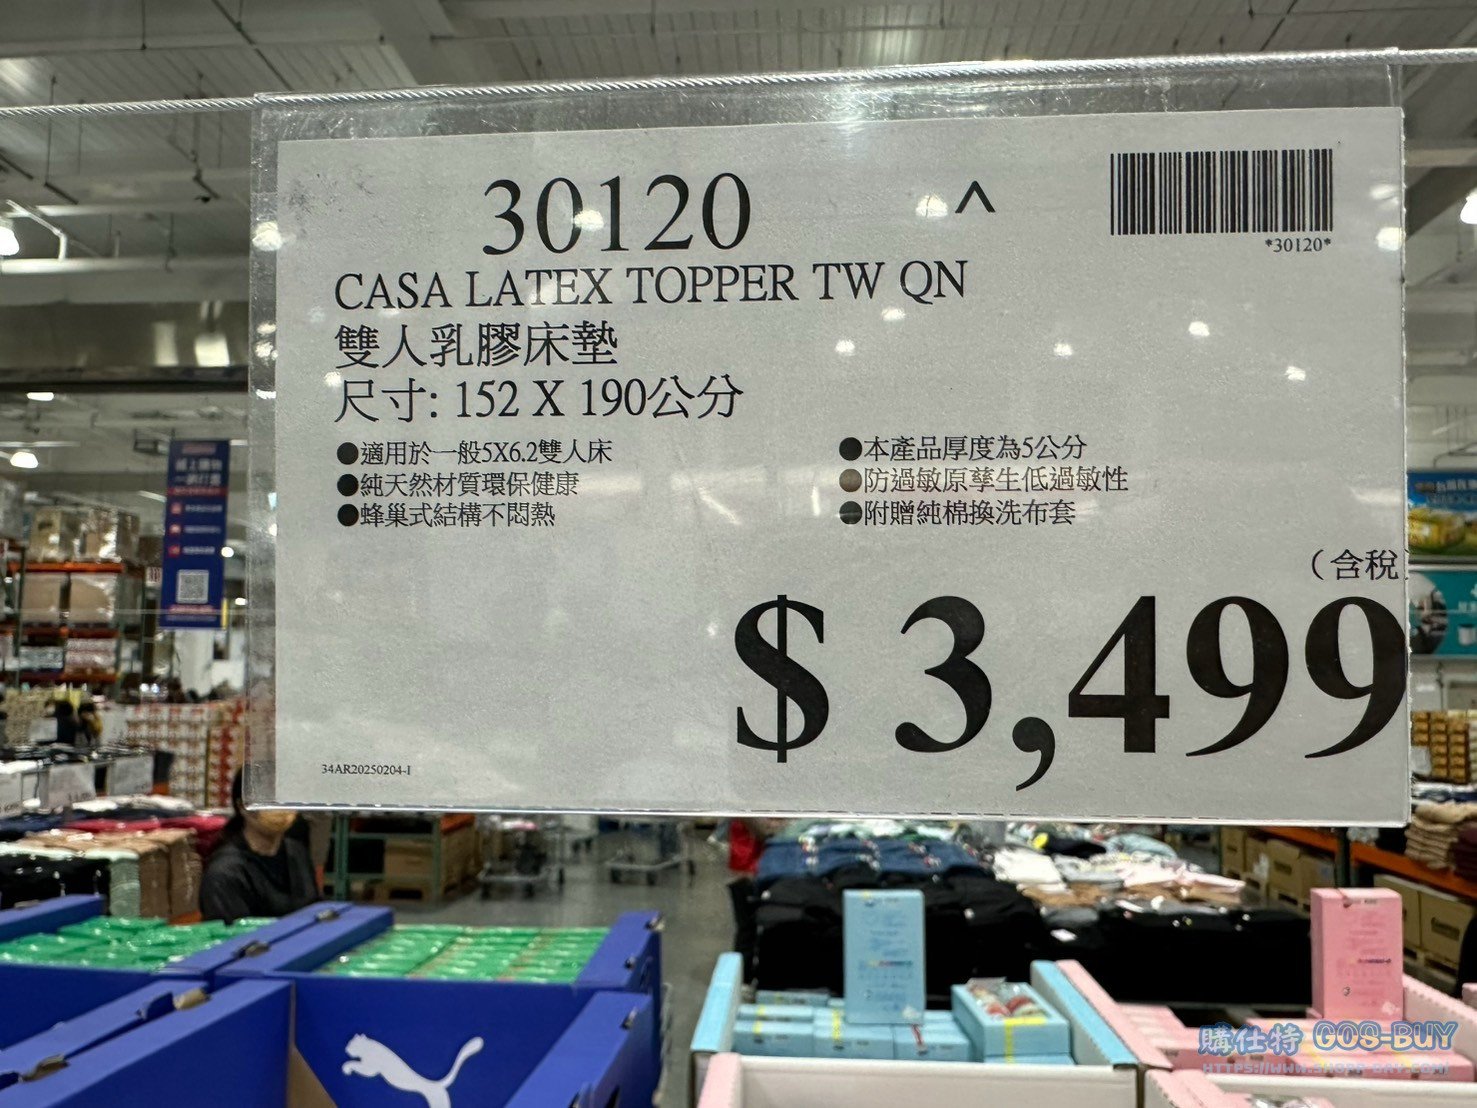 30120 ^
*30120*
CASA LATEX TOPPER TW QN
雙人乳膠床墊
尺寸: 152 X 190公分
●適用於一般5X6.2雙人床
●純天然材質環保健康
●蜂巢式結構不悶熱
●本產品厚度為5公分
●防過敏原孳生低過敏性
●附贈純棉換洗布套
（含稅
$ 3,499
34AR20250204-I
購仕特 GOS-BUY